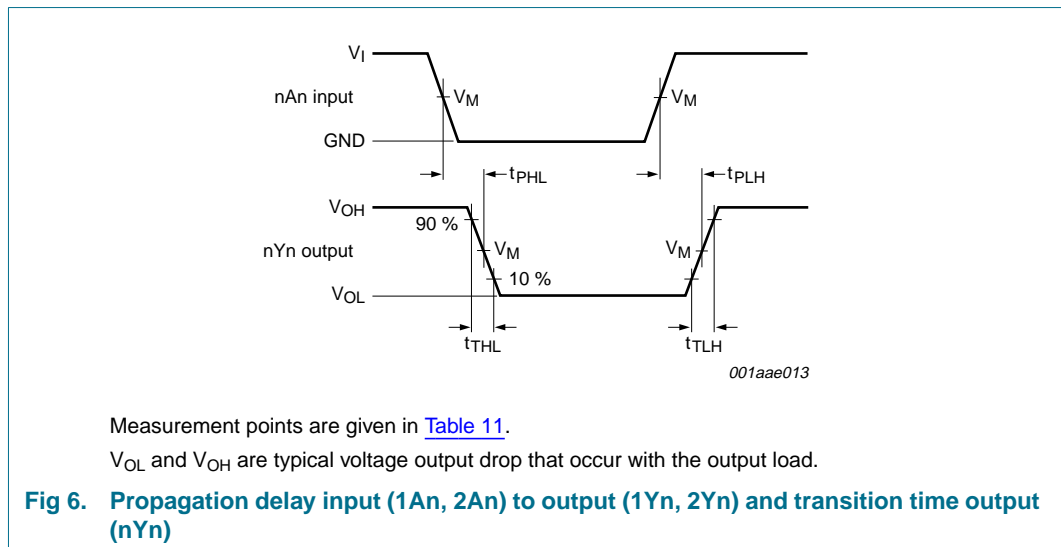 VI
nAn input
VM
VM
GND
tPHL
tPLH
VOH
90 %
nYn output
VM
VM
10 %
VOL
tTHL
tTLH
001aae013
Measurement points are given in Table 11.
VOL and VOH are typical voltage output drop that occur with the output load.
Fig 6. Propagation delay input (1An, 2An) to output (1Yn, 2Yn) and transition time output
(nYn)